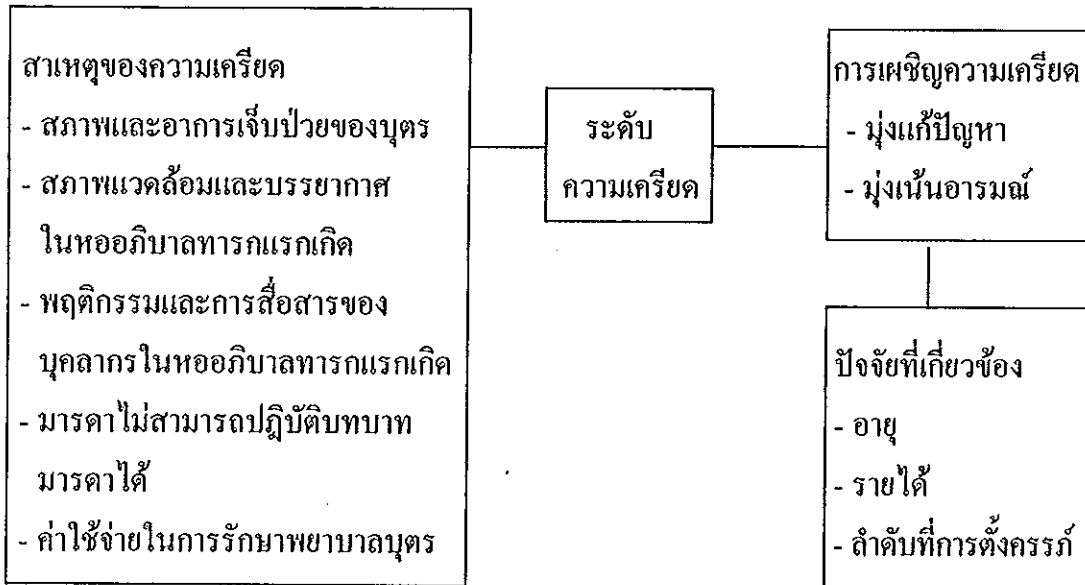 สาเหตุของความเครียด
- สภาพและอาการเจ็บป่วยของบุตร
- สภาพแวดล้อมและบรรยากาศ
ในหออภิบาลทารกแรกเกิด
- พฤติกรรมและการสื่อสารของ
บุคลากรในหออภิบาลทารกแรกเกิด
- มารดาไม่สามารถปฎิบัติบทบาท
มารดาได้
- ค่าใช้จ่ายในการรักษาพยาบาลบุตร
ระดับ
ความเครียด
การเผชิญความเครียด
- มุ่งแก้ปัญหา
- มุ่งเน้นอารมณ์
ปัจจัยที่เกี่ยวข้อง
- อายุ
- รายได้
- ลำดับที่การตั้งครรภ์